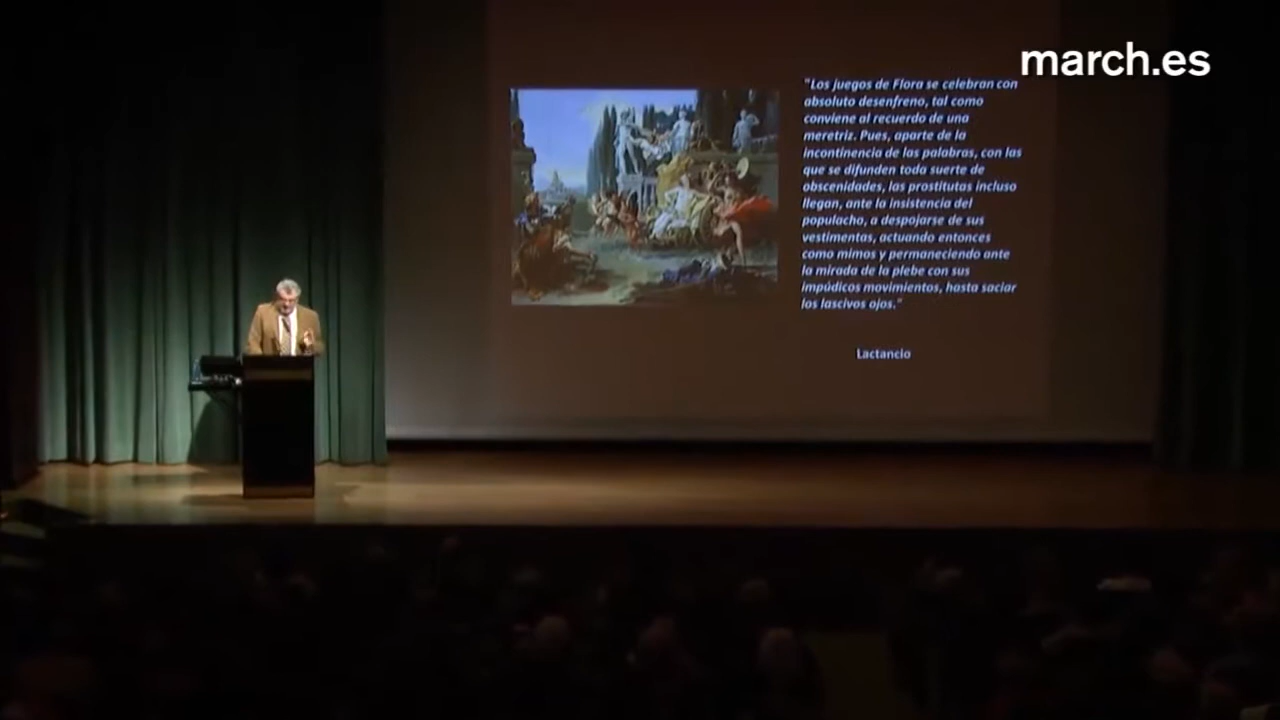 march.es
"Los juegos de Flora se celebran con
absoluto desenfreno, tal como
conviene al recuerdo de una
meretriz. Pues, aparte de la
incontinencia de las palabras, con las
que se difunden toda suerte de
obscenidades, las prostitutas incluso
llegan, ante la insistencia del
populacho, a despojarse de sus
vestimentas, actuando entonces
como mimos y permaneciendo ante
la mirada de la plebe con sus
impúdicos movimientos, hasta saciar
los lascivos ojos."
Lactancio